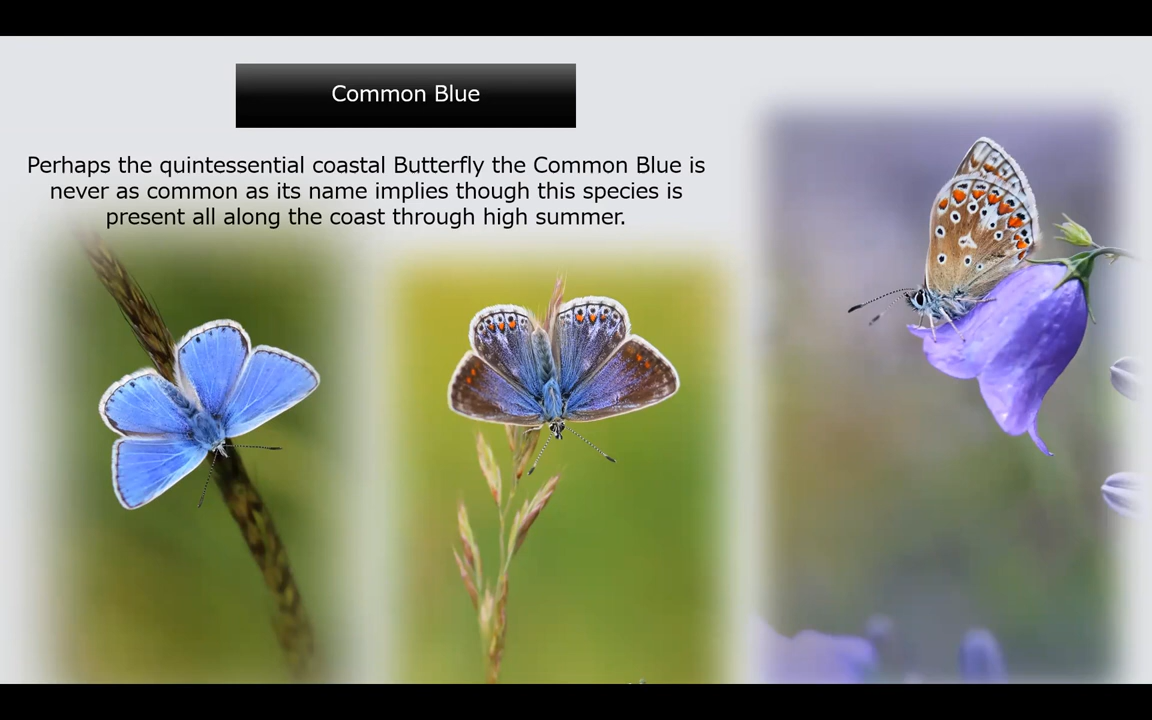 Common Blue
Perhaps the quintessential coastal Butterfly the Common Blue is
never as common as its name implies though this species is
present all along the coast through high summer.